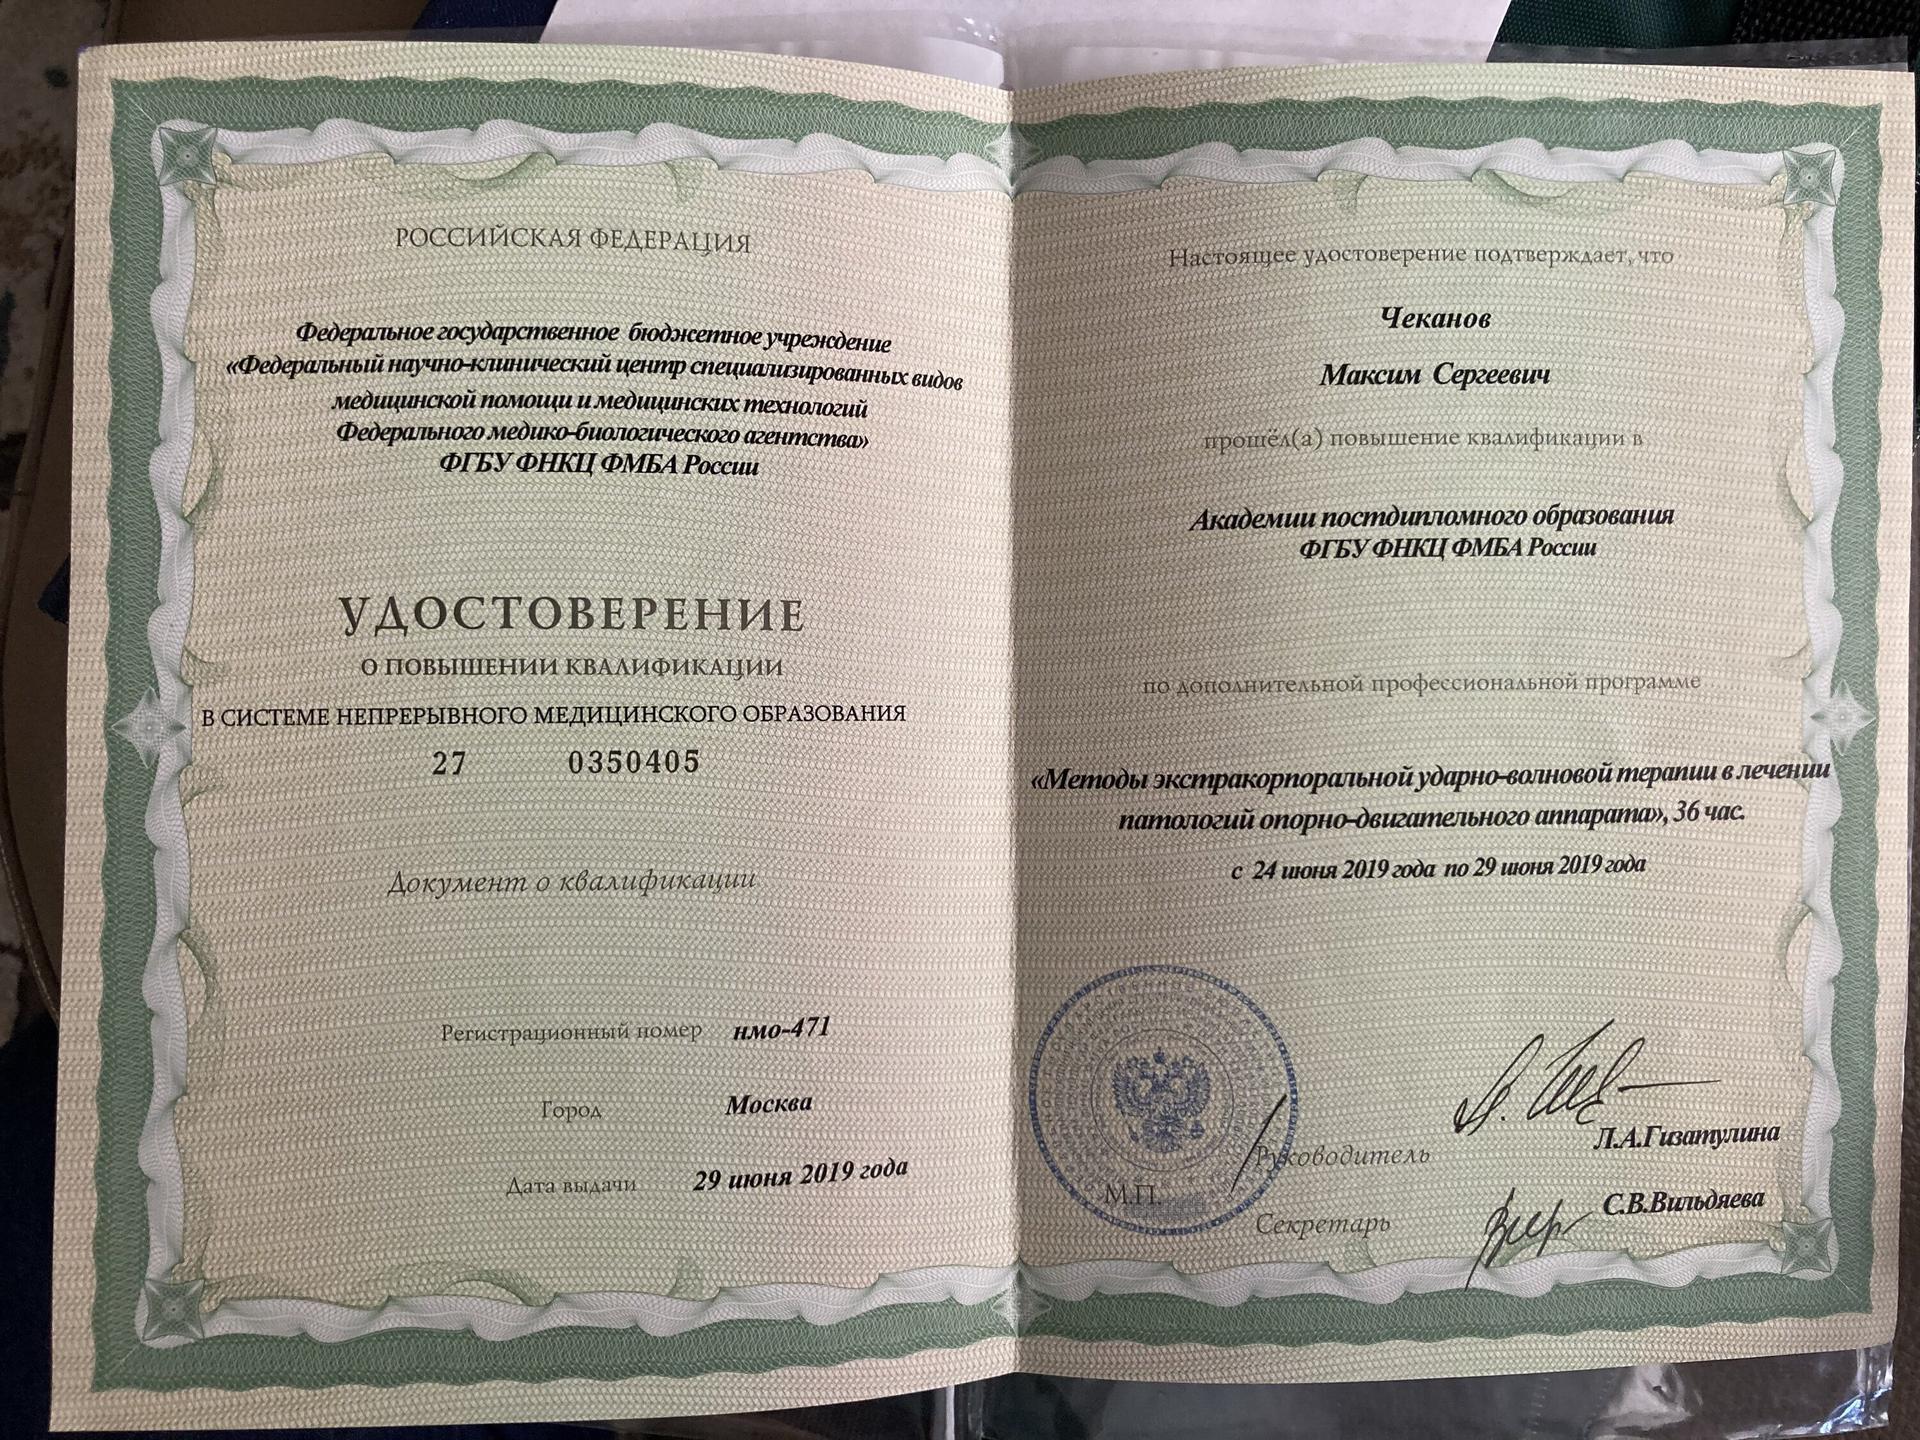 РОССИЙСКАЯ ФЕДЕРАЦИЯ
Федеральное государственное бюджетное учреждение
«Федеральный научно-клинический центр специализированных видов
медицинской помощи и медицинских технологий
Федерального медико-биологического агентства»
ФГБУ ФНКЦ ФМБА России
УДОСТОВЕРЕНИЕ
О ПОВЫШЕНИИ КВАЛИФИКАЦИИ
В СИСТЕМЕ НЕПРЕРЫВНОГО МЕДИЦИНСКОГО ОБРАЗОВАНИЯ
27 0350405
Документ о квалификации
Регистрационный номер нмо-471
Город Москва
Дата выдачи 29 июня 2019 года
Настоящее удостоверение подтверждает, что
Чеканов
Максим Сергеевич
прошёл(а) повышение квалификации в
Академии постдипломного образования
ФГБУ ФНКЦ ФМБА России
по дополнительной профессиональной программе
«Методы экстракорпоральной ударно-волновой терапии в лечении
патологий опорно-двигательного аппарата», 36 час.
с 24 июня 2019 года по 29 июня 2019 года
Руководитель Л.А.Гизатулина
М.П.
Секретарь С.В.Вильдяева